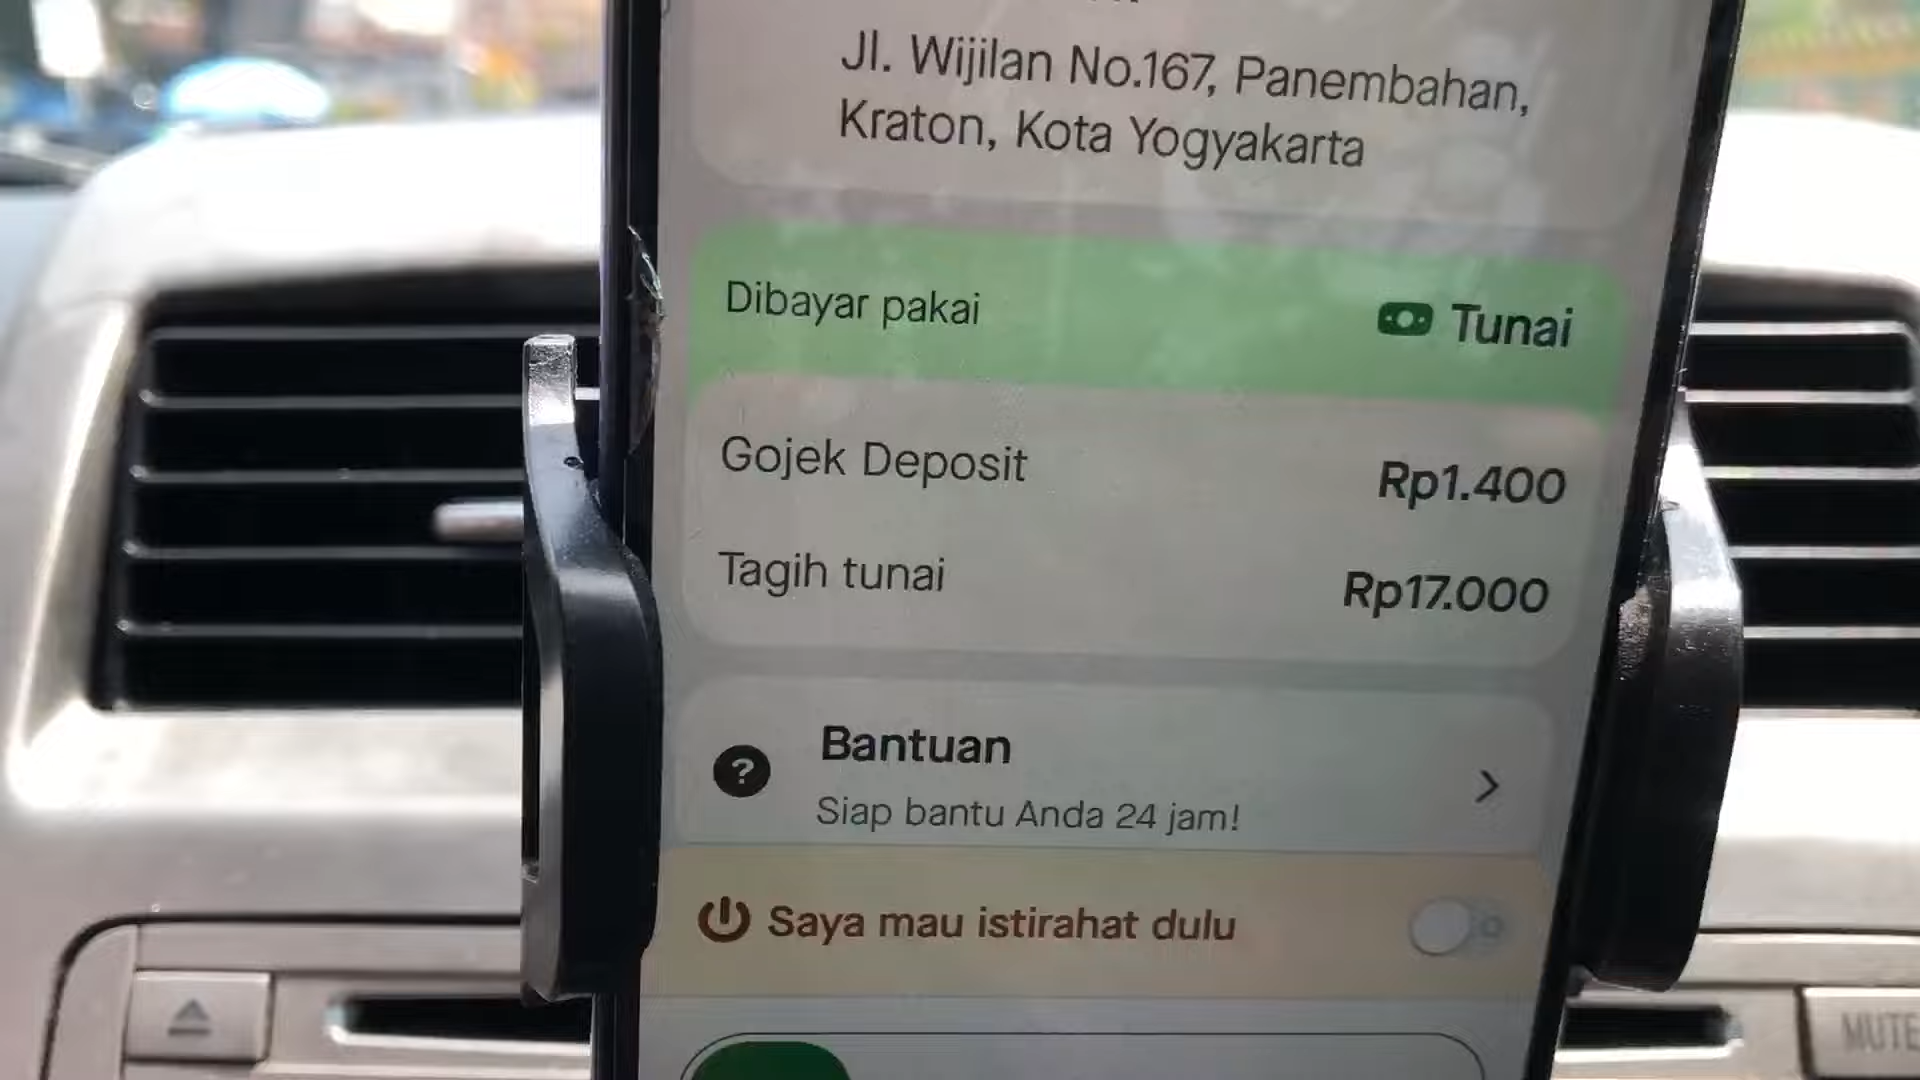 Jl. Wijilan No.167, Panembahan,
Kraton, Kota Yogyakarta
Dibayar pakai
Tunai
Gojek Deposit
Rp1.400
Tagih tunai
Rp17.000
Bantuan
Siap bantu Anda 24 jam!
Saya mau istirahat dulu
MUTE